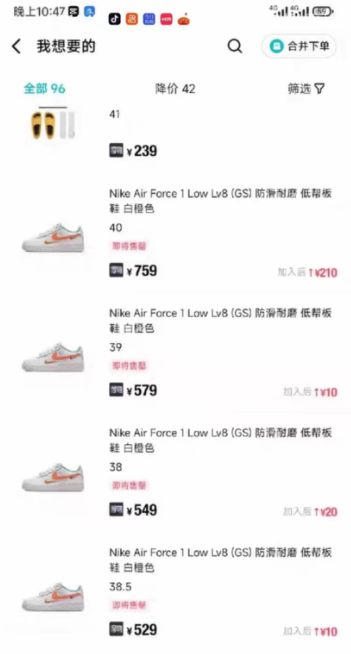 晚上10:47
我想要的
合并下单
全部 96
降价 42
筛选
41
¥239
Nike Air Force 1 Low Lv8 (GS) 防滑耐磨 低帮板
鞋 白橙色
40
即将售罄
¥759
加入后↑¥210
Nike Air Force 1 Low Lv8 (GS) 防滑耐磨 低帮板
鞋 白橙色
39
即将售罄
¥579
加入后↑¥10
Nike Air Force 1 Low Lv8 (GS) 防滑耐磨 低帮板
鞋 白橙色
38
即将售罄
¥549
加入后↑¥20
Nike Air Force 1 Low Lv8 (GS) 防滑耐磨 低帮板
鞋 白橙色
38.5
即将售罄
¥529
加入后↑¥10